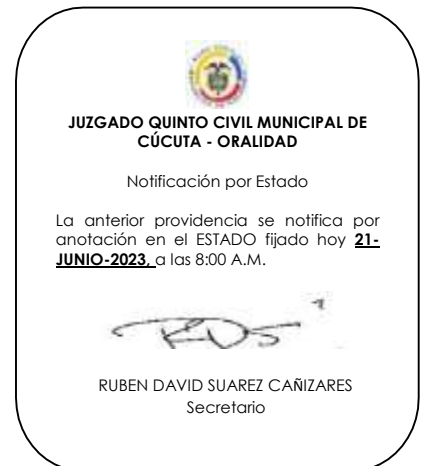 JUZGADO QUINTO CIVIL MUNICIPAL DE
CÚCUTA - ORALIDAD
Notificación por Estado
La anterior providencia se notifica por
anotación en el ESTADO fijado hoy 21-
JUNIO-2023, a las 8:00 A.M.
RDS
RUBEN DAVID SUAREZ CAÑIZARES
Secretario